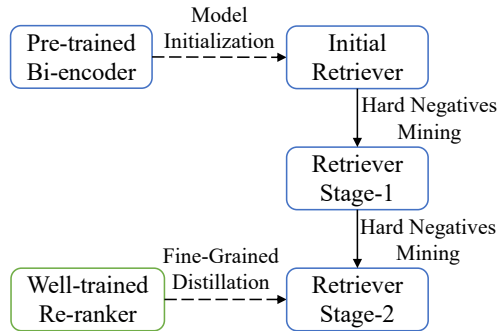 Pre-trained
Bi-encoder
Model
Initialization
Initial
Retriever
Hard Negatives
Mining
Retriever
Stage-1
Hard Negatives
Mining
Well-trained
Re-ranker
Fine-Grained
Distillation
Retriever
Stage-2